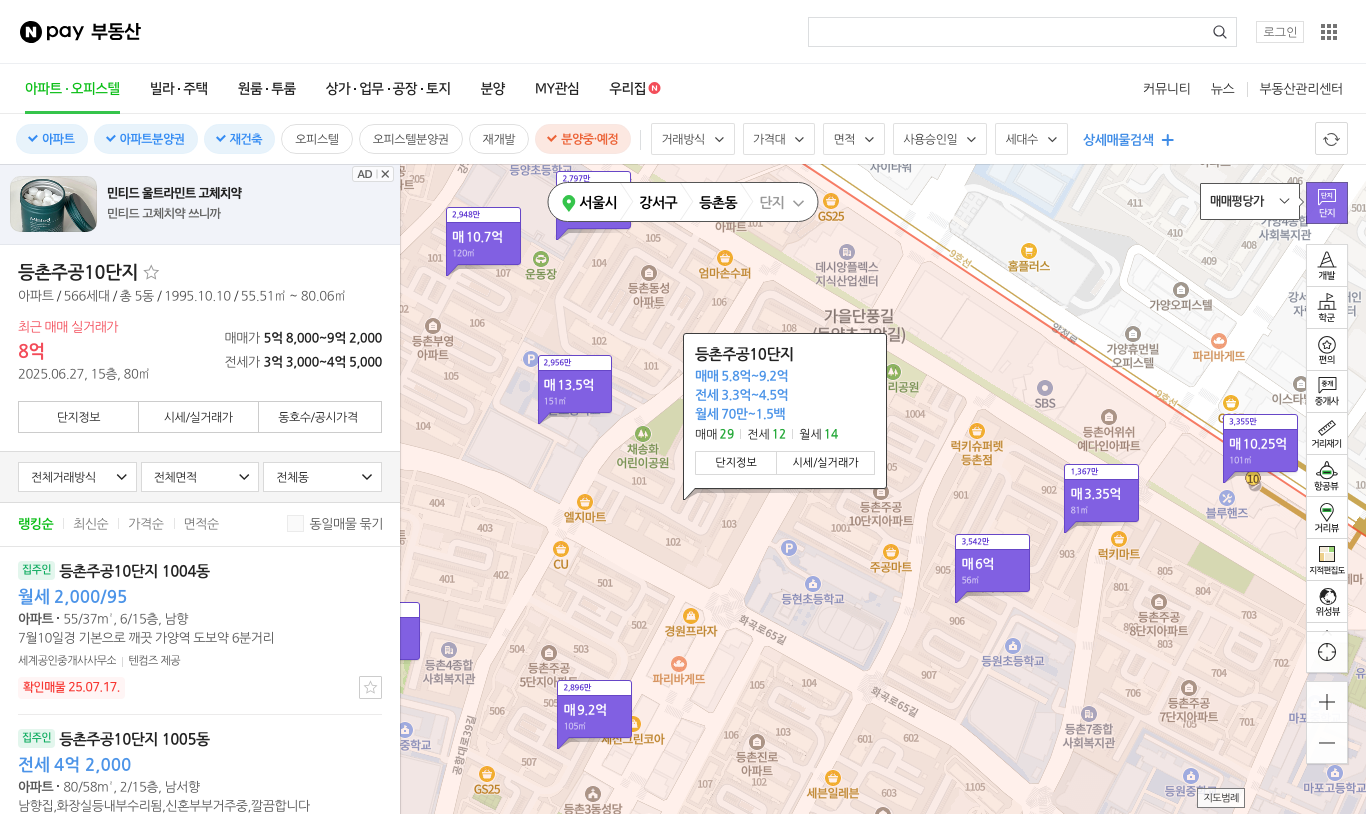 N pay 부동산
로그인
아파트·오피스텔 빌라·주택 원룸·투룸 상가·업무·공장·토지 분양 MY관심 우리집 N
커뮤니티 뉴스 부동산관리센터
아파트 아파트분양권 재건축 오피스텔 오피스텔분양권 재개발 분양중·예정 거래방식 가격대 면적 사용승인일 세대수 상세매물검색
AD
민티드 울트라민트 고체치약
민티드 고체치약 쓰니까
등촌주공10단지
아파트 / 566세대 / 총 5동 / 1995.10.10 / 55.51㎡ ~ 80.06㎡
최근 매매 실거래가
8억
2025.06.27, 15층, 80㎡
매매가 5억 8,000~9억 2,000
전세가 3억 3,000~4억 5,000
단지정보 시세/실거래가 동호수/공시가격
전체거래방식 전체면적 전체동
랭킹순 최신순 가격순 면적순 동일매물 묶기
집주인 등촌주공10단지 1004동
월세 2,000/95
아파트 · 55/37m², 6/15층, 남향
7월10일경 기본으로 깨끗 가양역 도보약 6분거리
세계공인중개사사무소 텐컴즈 제공
확인매물 25.07.17.
집주인 등촌주공10단지 1005동
전세 4억 2,000
아파트 · 80/58m², 2/15층, 남서향
남향집,화장실등내부수리됨,신혼부부거주중,깔끔합니다
서울시 강서구 등촌동 단지
매매평당가
단지
단지
개발
학군
편의
중개
중개사
거리재기
항공뷰
거리뷰
지적편집도
위성뷰
지도범례
등촌주공10단지
매매 5.8억~9.2억
전세 3.3억~4.5억
월세 70만~1.5백
매매 29 전세 12 월세 14
단지정보 시세/실거래가
2,797만
2,948만
매 10.7억
120㎡
2,956만
매 13.5억
151㎡
3,355만
매 10.25억
101㎡
1,367만
매 3.35억
81㎡
3,542만
매 6억
56㎡
2,896만
매 9.2억
105㎡
등양초등학교
사이타워
GS25
아파트
운동장
등촌동성
아파트
엄마손수퍼
데시앙플렉스
지식산업센터
홈플러스
9호선
가양오피스텔
사회복지관
가을단풍길
등촌부영
아파트
안천로
가양휴먼빌
오피스텔
파리바게뜨
SBS
9호선
등촌어위쉬
예다인아파트
럭키슈퍼렛
등촌점
채송화
어린이공원
엘지마트
CU
등촌주공
10단지아파트
주공마트
럭키마트
블루핸즈
10
등현초등학교
경원프라자
화곡로65길
화곡로65길
등촌4종합
사회복지관
등촌주공
5단지아파트
파리바게뜨
등촌주공
8단지아파트
등원초등학교
등촌주공
7단지아파트
등촌7종합
사회복지관
공항대로39길
등촌진로
아파트
GS25
세븐일레븐
등촌3동성당
마포고등학교